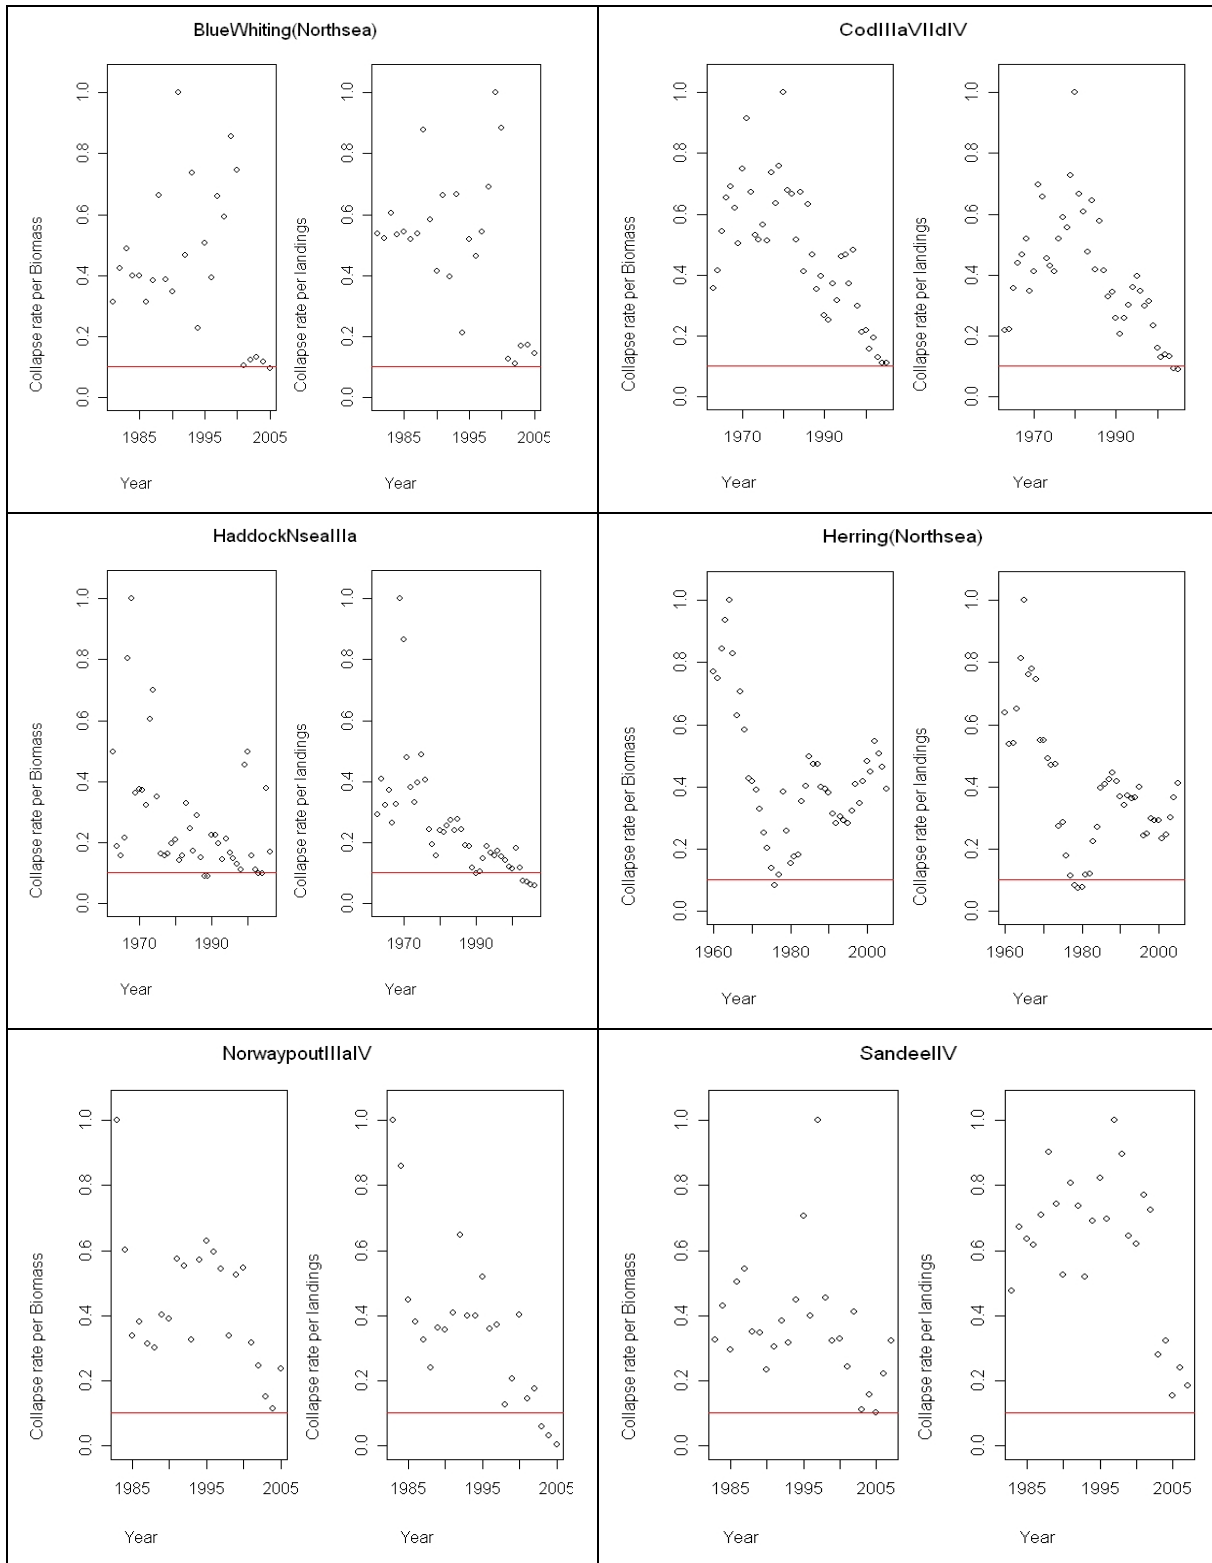 BlueWhiting(Northsea)
Collapse rate per Biomass
0.0 0.2 0.4 0.6 0.8 1.0
1985 1995 2005
Year
Collapse rate per landings
0.0 0.2 0.4 0.6 0.8 1.0
1985 1995 2005
Year
CodIIIaVIIdIV
Collapse rate per Biomass
0.0 0.2 0.4 0.6 0.8 1.0
1970 1990
Year
Collapse rate per landings
0.0 0.2 0.4 0.6 0.8 1.0
1970 1990
Year
HaddockNseaIIIa
Collapse rate per Biomass
0.0 0.2 0.4 0.6 0.8 1.0
1970 1990
Year
Collapse rate per landings
0.0 0.2 0.4 0.6 0.8 1.0
1970 1990
Year
Herring(Northsea)
Collapse rate per Biomass
0.0 0.2 0.4 0.6 0.8 1.0
1960 1980 2000
Year
Collapse rate per landings
0.0 0.2 0.4 0.6 0.8 1.0
1960 1980 2000
Year
NorwaypoutIIIaIV
Collapse rate per Biomass
0.0 0.2 0.4 0.6 0.8 1.0
1985 1995 2005
Year
Collapse rate per landings
0.0 0.2 0.4 0.6 0.8 1.0
1985 1995 2005
Year
SandeelIV
Collapse rate per Biomass
0.0 0.2 0.4 0.6 0.8 1.0
1985 1995 2005
Year
Collapse rate per landings
0.0 0.2 0.4 0.6 0.8 1.0
1985 1995 2005
Year